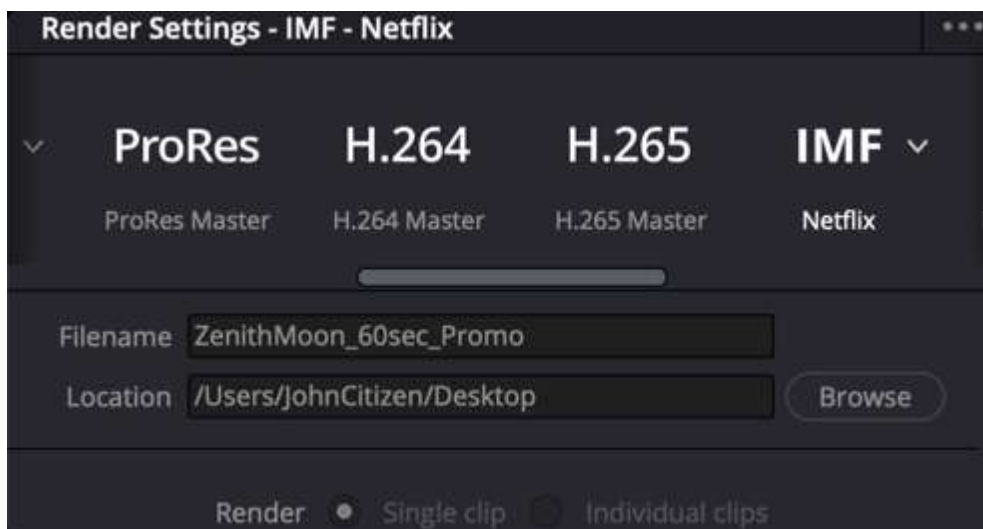 Render Settings - IMF - Netflix
ProRes H.264 H.265 IMF
ProRes Master H.264 Master H.265 Master Netflix
Filename ZenithMoon_60sec_Promo
Location /Users/JohnCitizen/Desktop Browse
Render Single clip Individual clips